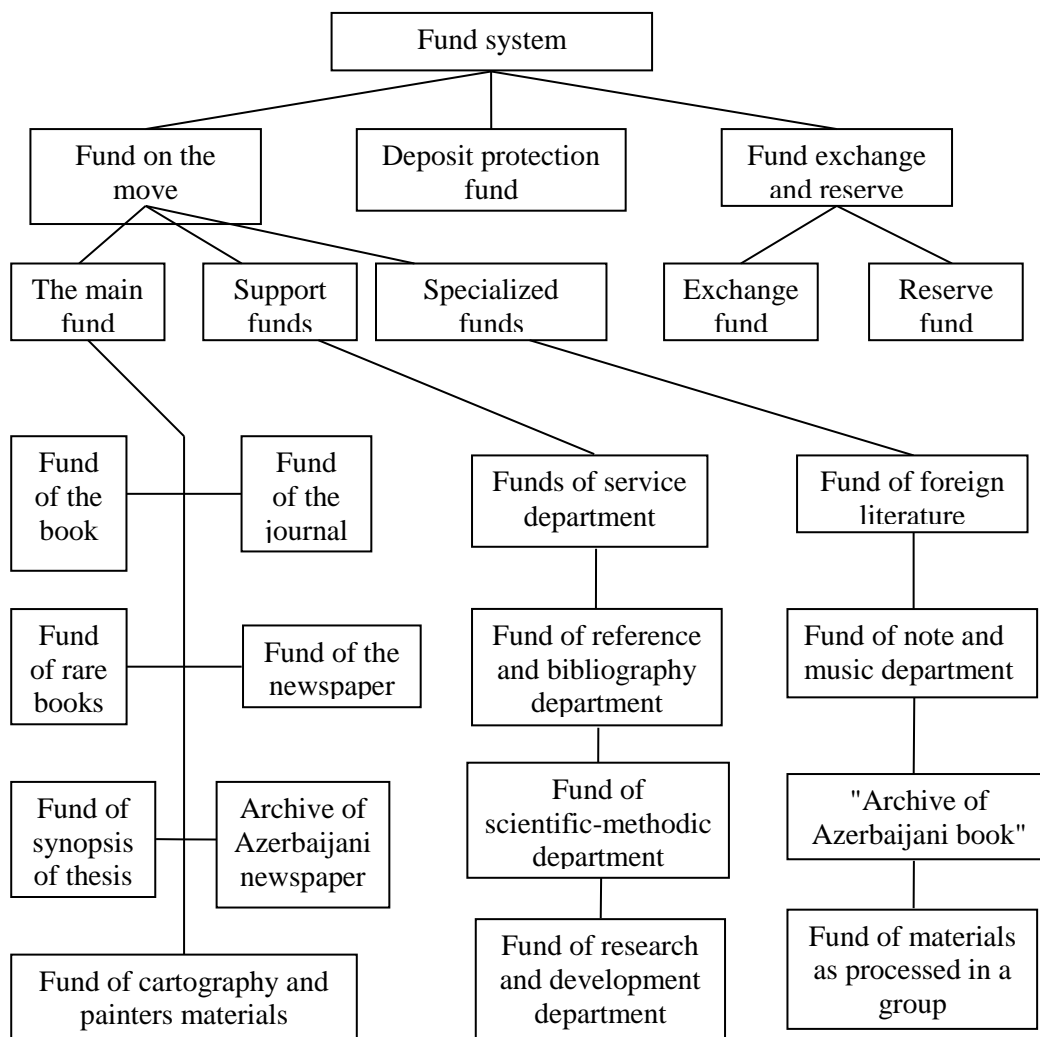 Fund system
Fund on the
move
Deposit protection
fund
Fund exchange
and reserve
The main
fund
Support
funds
Specialized
funds
Exchange
fund
Reserve
fund
Fund
of the
book
Fund
of the
journal
Funds of service
department
Fund of foreign
literature
Fund
of rare
books
Fund of the
newspaper
Fund of reference
and bibliography
department
Fund of note and
music department
Fund of
synopsis
of thesis
Archive of
Azerbaijani
newspaper
Fund of
scientific-methodic
department
"Archive of
Azerbaijani book"
Fund of cartography and
painters materials
Fund of research
and development
department
Fund of materials
as processed in a
group